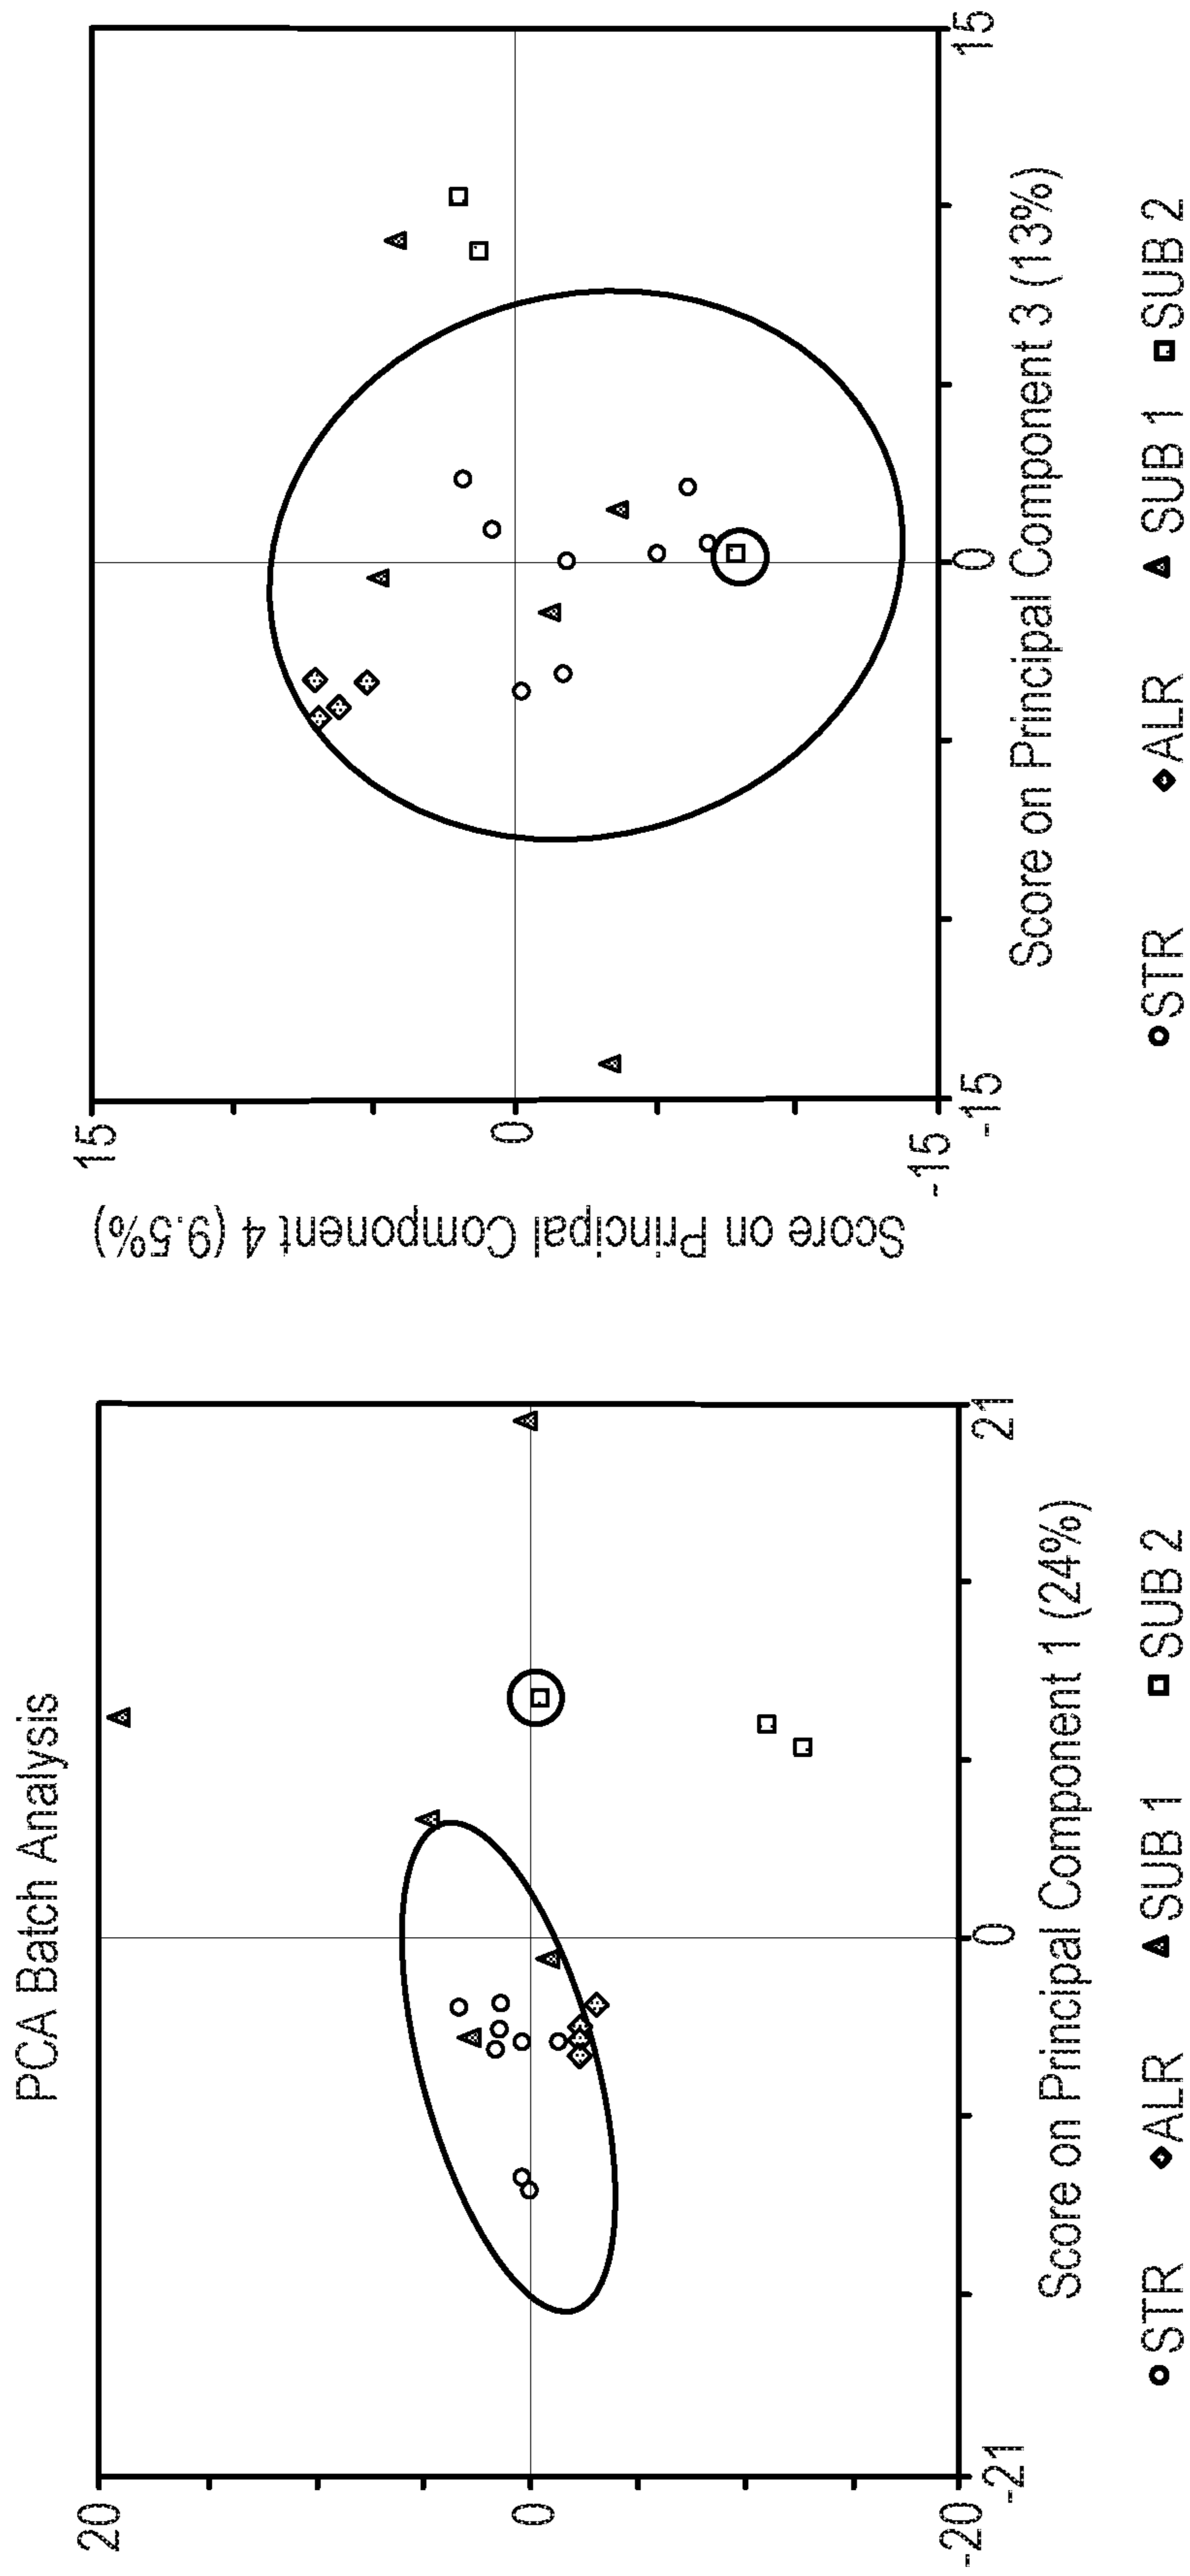 PCA Batch Analysis
20
0
-20
-21
0
21
Score on Principal Component 1 (24%)
STR
ALR
SUB 1
SUB 2
Score on Principal Component 4 (9.5%)
15
0
-15
-15
0
15
Score on Principal Component 3 (13%)
STR
ALR
SUB 1
SUB 2